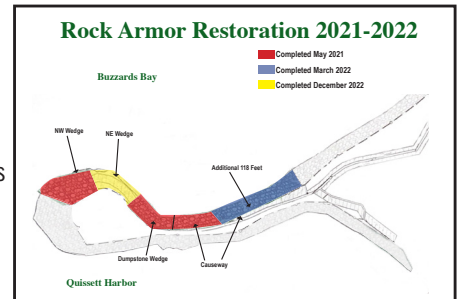 Rock Armor Restoration 2021-2022
Completed May 2021
Completed March 2022
Completed December 2022
Buzzards Bay
NW Wedge
NE Wedge
Additional 118 Feet
Dumpstone Wedge
Causeway
Quissett Harbor
s